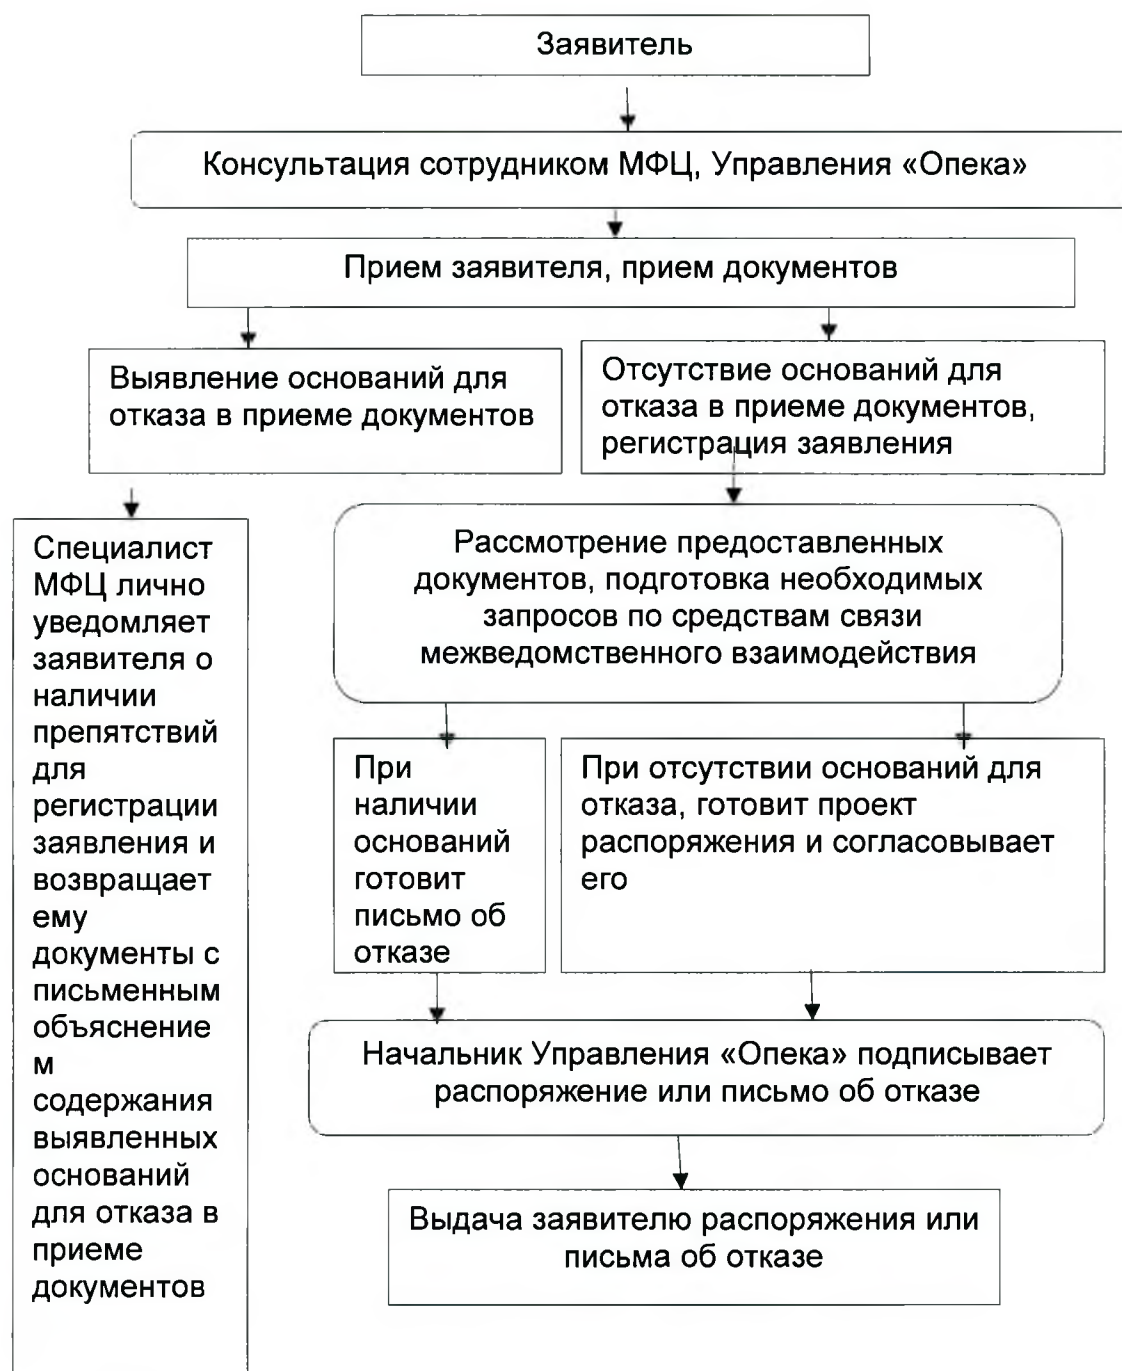 Заявитель
Консультация сотрудником МФЦ, Управления «Опека»
Прием заявителя, прием документов
Выявление оснований для
отказа в приеме документов
Отсутствие оснований для
отказа в приеме документов,
регистрация заявления
Специалист
МФЦ лично
уведомляет
заявителя о
наличии
препятствий
для
регистрации
заявления и
возвращает
ему
документы с
письменным
объяснение
м
содержания
выявленных
оснований
для отказа в
приеме
документов
Рассмотрение предоставленных
документов, подготовка необходимых
запросов по средствам связи
межведомственного взаимодействия
При
наличии
оснований
готовит
письмо об
отказе
При отсутствии оснований для
отказа, готовит проект
распоряжения и согласовывает
его
Начальник Управления «Опека» подписывает
распоряжение или письмо об отказе
Выдача заявителю распоряжения или
письма об отказе